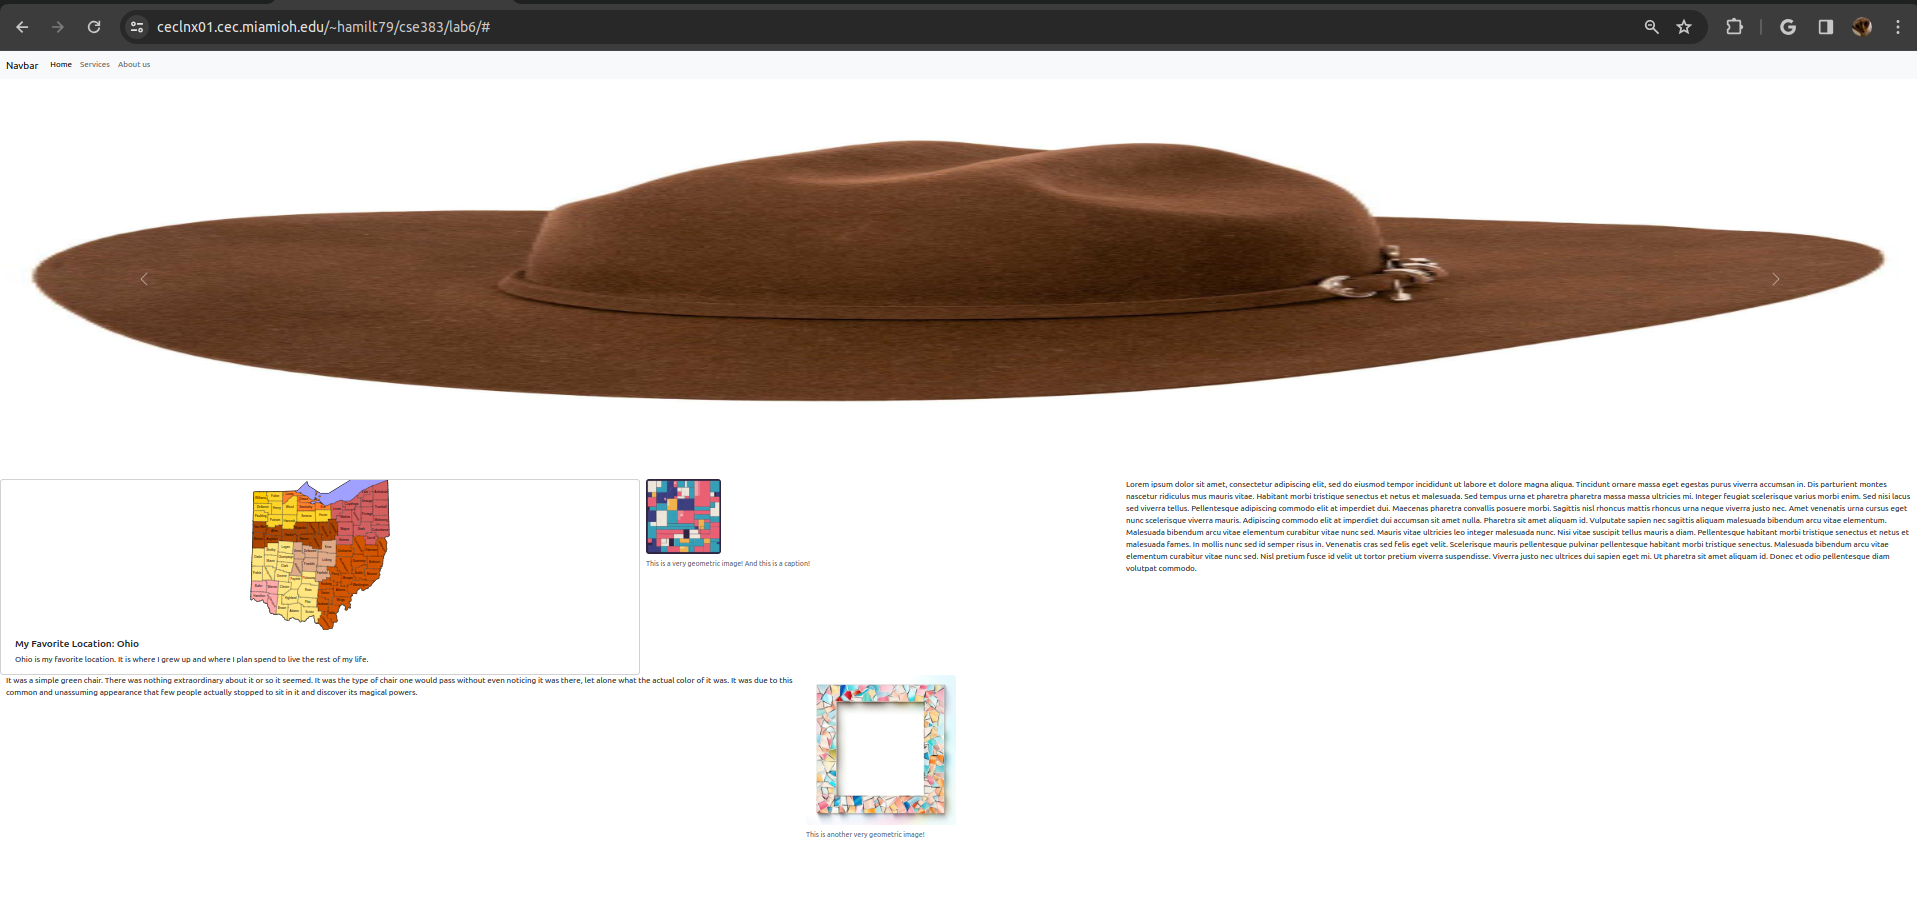 ceclnx01.cec.miamioh.edu/~hamilt79/cse383/lab6/#
Navbar Home Services About us
My Favorite Location: Ohio
Ohio is my favorite location. It is where I grew up and where I plan spend to live the rest of my life.
This is a very geometric image! And this is a caption!
Lorem ipsum dolor sit amet, consectetur adipiscing elit, sed do eiusmod tempor incididunt ut labore et dolore magna aliqua. Tincidunt ornare massa eget egestas purus viverra accumsan in. Dis parturient montes
nascetur ridiculus mus mauris vitae. Habitant morbi tristique senectus et netus et malesuada. Sed tempus urna et pharetra pharetra massa massa ultricies mi. Integer feugiat scelerisque varius morbi enim. Sed nisi lacus
sed viverra tellus. Pellentesque adipiscing commodo elit at imperdiet dui. Maecenas pharetra convallis posuere morbi. Sagittis nisl rhoncus mattis rhoncus urna neque viverra justo nec. Amet venenatis urna cursus eget
nunc scelerisque viverra mauris. Adipiscing commodo elit at imperdiet dui accumsan sit amet nulla. Pharetra sit amet aliquam id. Vulputate sapien nec sagittis aliquam malesuada bibendum arcu vitae elementum.
Malesuada bibendum arcu vitae elementum curabitur vitae nunc sed. Mauris vitae ultricies leo integer malesuada nunc. Nisi vitae suscipit tellus mauris a diam. Pellentesque habitant morbi tristique senectus et netus et
malesuada fames. In mollis nunc sed id semper risus in. Venenatis cras sed felis eget velit. Scelerisque mauris pellentesque pulvinar pellentesque habitant morbi tristique senectus. Malesuada bibendum arcu vitae
elementum curabitur vitae nunc sed. Nisl pretium fusce id velit ut tortor pretium viverra suspendisse. Viverra justo nec ultrices dui sapien eget mi. Ut pharetra sit amet aliquam id. Donec et odio pellentesque diam
volutpat commodo.
It was a simple green chair. There was nothing extraordinary about it or so it seemed. It was the type of chair one would pass without even noticing it was there, let alone what the actual color of it was. It was due to this
common and unassuming appearance that few people actually stopped to sit in it and discover its magical powers.
This is another very geometric image!